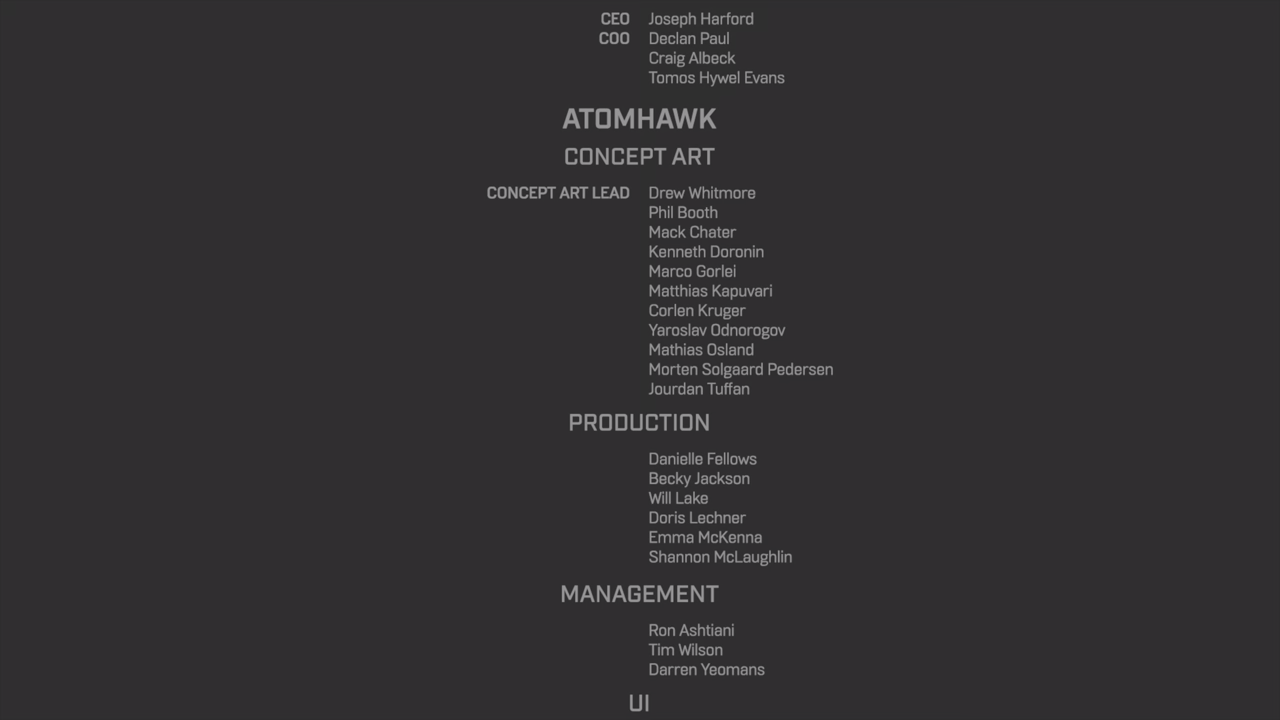 CEO Joseph Harford
COO Declan Paul
Craig Albeck
Tomos Hywel Evans
ATOMHAWK
CONCEPT ART
CONCEPT ART LEAD Drew Whitmore
Phil Booth
Mack Chater
Kenneth Doronin
Marco Gorlei
Matthias Kapuvari
Corlen Kruger
Yaroslav Odnorogov
Mathias Osland
Morten Solgaard Pedersen
Jourdan Tuffan
PRODUCTION
Danielle Fellows
Becky Jackson
Will Lake
Doris Lechner
Emma McKenna
Shannon McLaughlin
MANAGEMENT
Ron Ashtiani
Tim Wilson
Darren Yeomans
UI